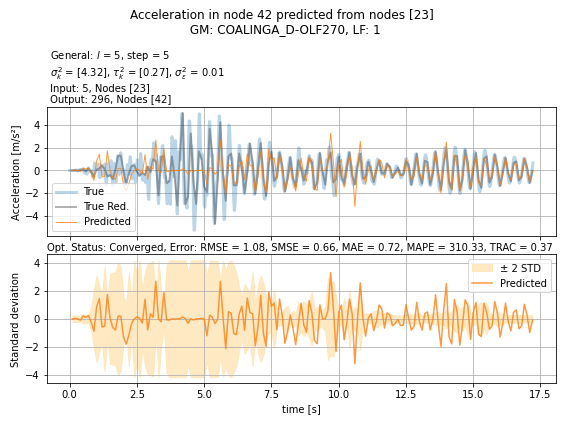 Acceleration in node 42 predicted from nodes [23]
GM: COALINGA_D-OLF270, LF: 1
General: l = 5, step = 5
σ²ₖ = [4.32], τ²ₖ = [0.27], σ²ε = 0.01
Input: 5, Nodes [23]
Output: 296, Nodes [42]
Acceleration [m/s²]
4
2
0
−2
−4
True
True Red.
Predicted
Opt. Status: Converged, Error: RMSE = 1.08, SMSE = 0.66, MAE = 0.72, MAPE = 310.33, TRAC = 0.37
Standard deviation
4
2
0
−2
−4
± 2 STD
Predicted
0.0 2.5 5.0 7.5 10.0 12.5 15.0 17.5
time [s]